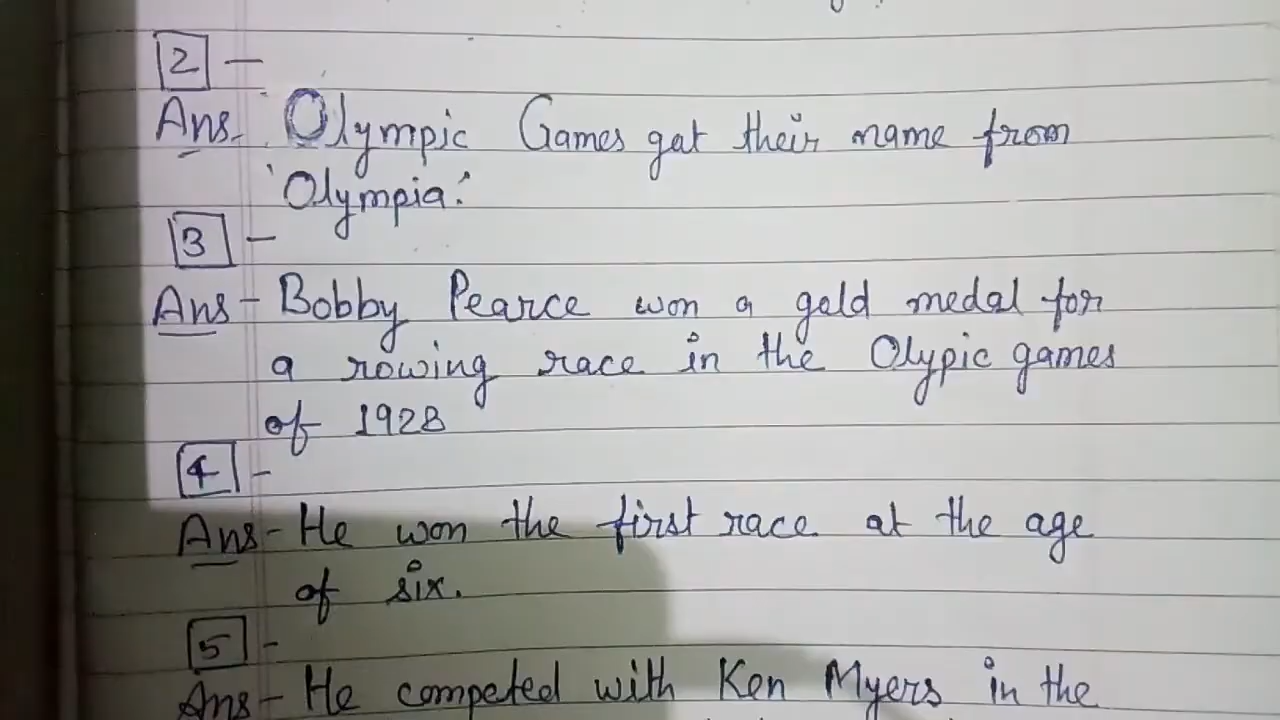 2 —
Ans- Olympic Games gat their name from
'Olympia.'
3 -
Ans - Bobby Pearce won a gold medal for
a rowing race in the Olypic games
of 1928
4 -
Ans - He won the first race at the age
of six.
5 -
Ans - He competed with Ken Myers in the